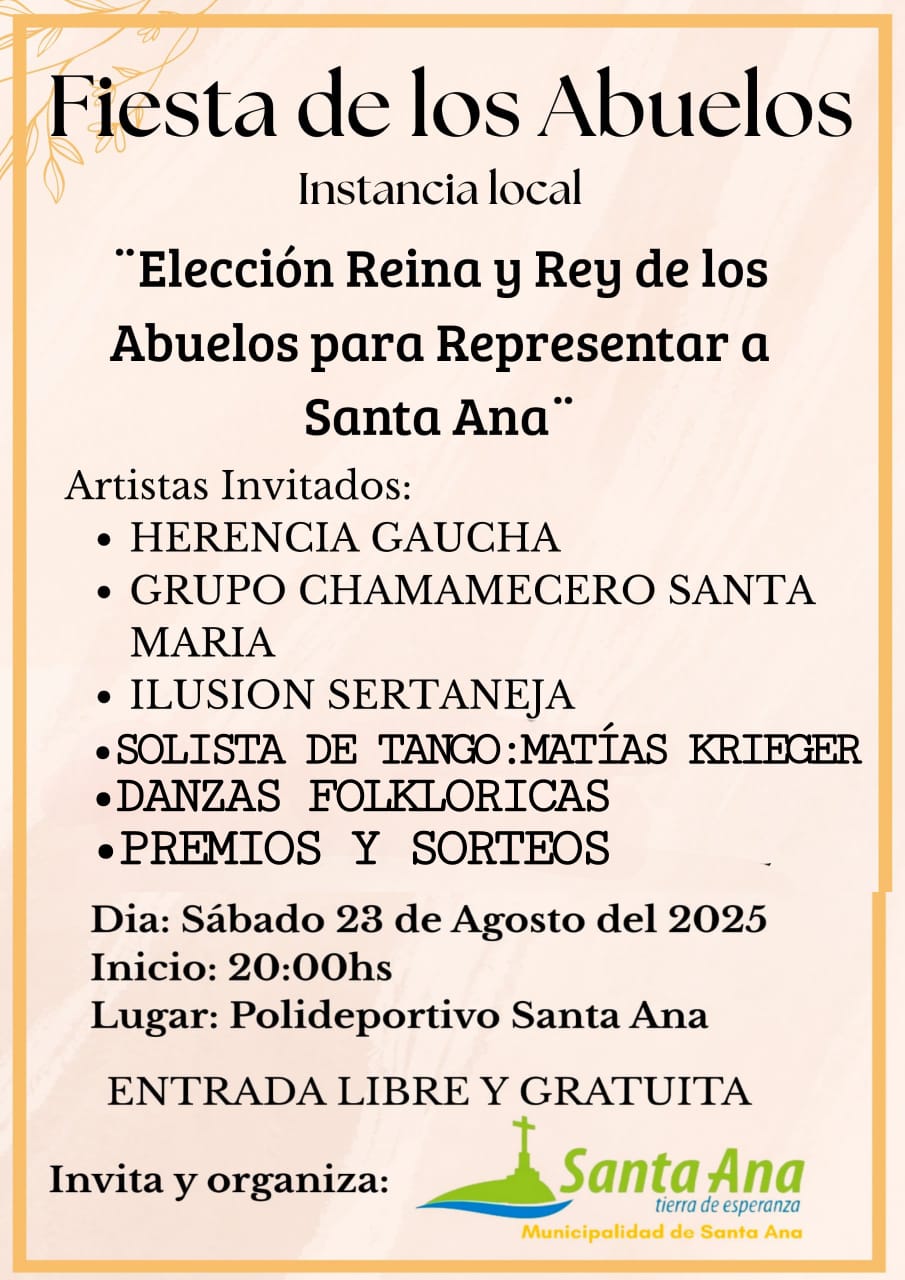 Fiesta de los Abuelos
Instancia local
¨Elección Reina y Rey de los
Abuelos para Representar a
Santa Ana¨
Artistas Invitados:
• HERENCIA GAUCHA
• GRUPO CHAMAMECERO SANTA
MARIA
• ILUSION SERTANEJA
•SOLISTA DE TANGO:MATÍAS KRIEGER
•DANZAS FOLKLORICAS
•PREMIOS Y SORTEOS
Dia: Sábado 23 de Agosto del 2025
Inicio: 20:00hs
Lugar: Polideportivo Santa Ana
ENTRADA LIBRE Y GRATUITA
Invita y organiza:
Santa Ana
tierra de esperanza
Municipalidad de Santa Ana